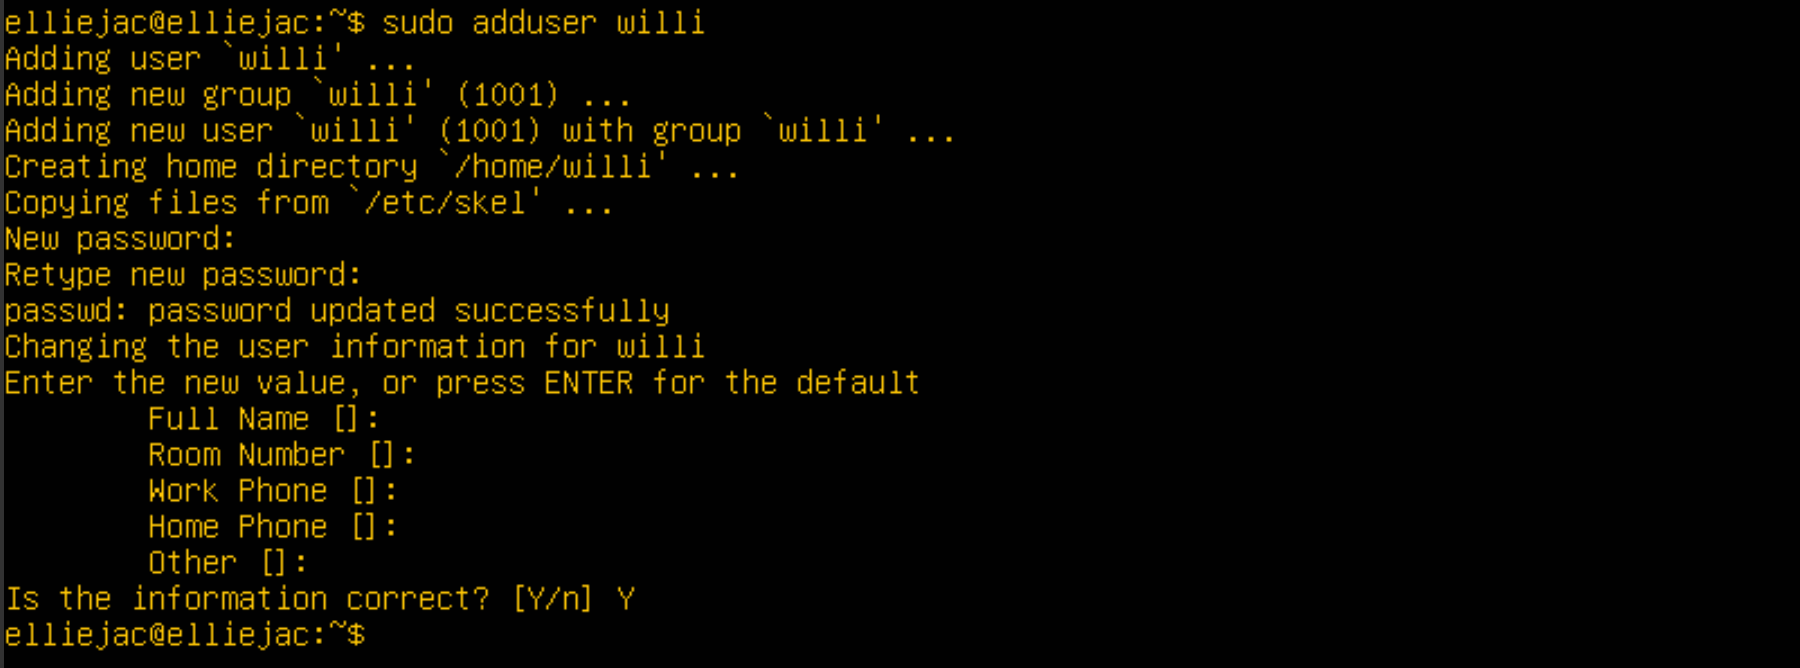 elliejac@elliejac:~$ sudo adduser willi
Adding user `willi' ...
Adding new group `willi' (1001) ...
Adding new user `willi' (1001) with group `willi' ...
Creating home directory `/home/willi' ...
Copying files from `/etc/skel' ...
New password:
Retype new password:
passwd: password updated successfully
Changing the user information for willi
Enter the new value, or press ENTER for the default
        Full Name []:
        Room Number []:
        Work Phone []:
        Home Phone []:
        Other []:
Is the information correct? [Y/n] Y
elliejac@elliejac:~$